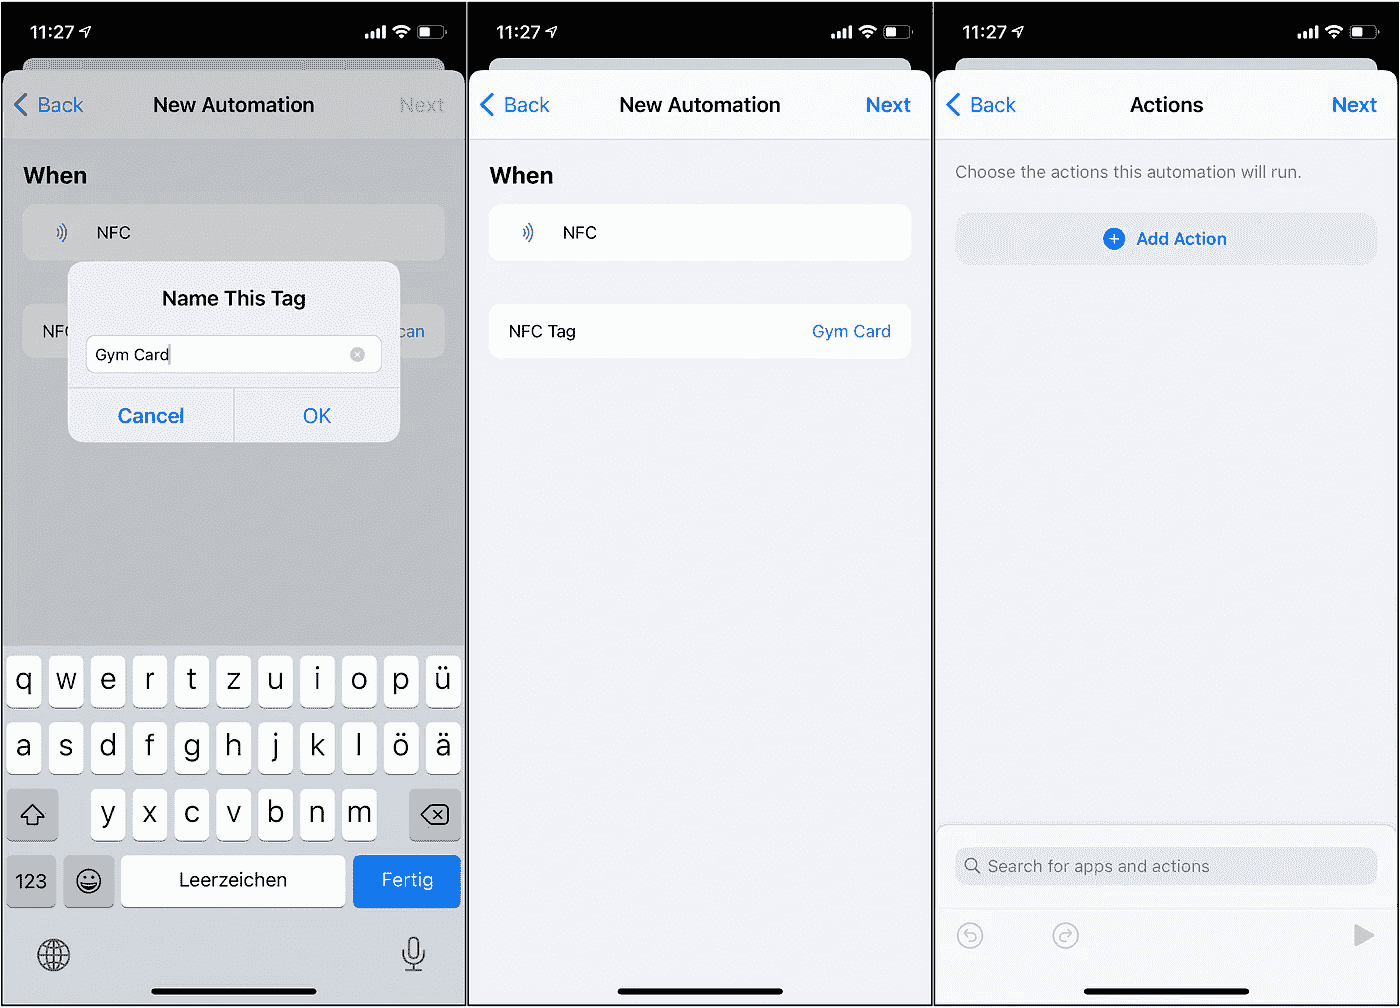 11:27
Back
New Automation
Next
When
NFC
Name This Tag
NFC
can
Gym Card
Cancel
OK
q w e r t z u i o p ü
a s d f g h j k l ö ä
y x c v b n m
123
Leerzeichen
Fertig
11:27
Back
New Automation
Next
When
NFC
NFC Tag
Gym Card
11:27
Back
Actions
Next
Choose the actions this automation will run.
Add Action
Search for apps and actions